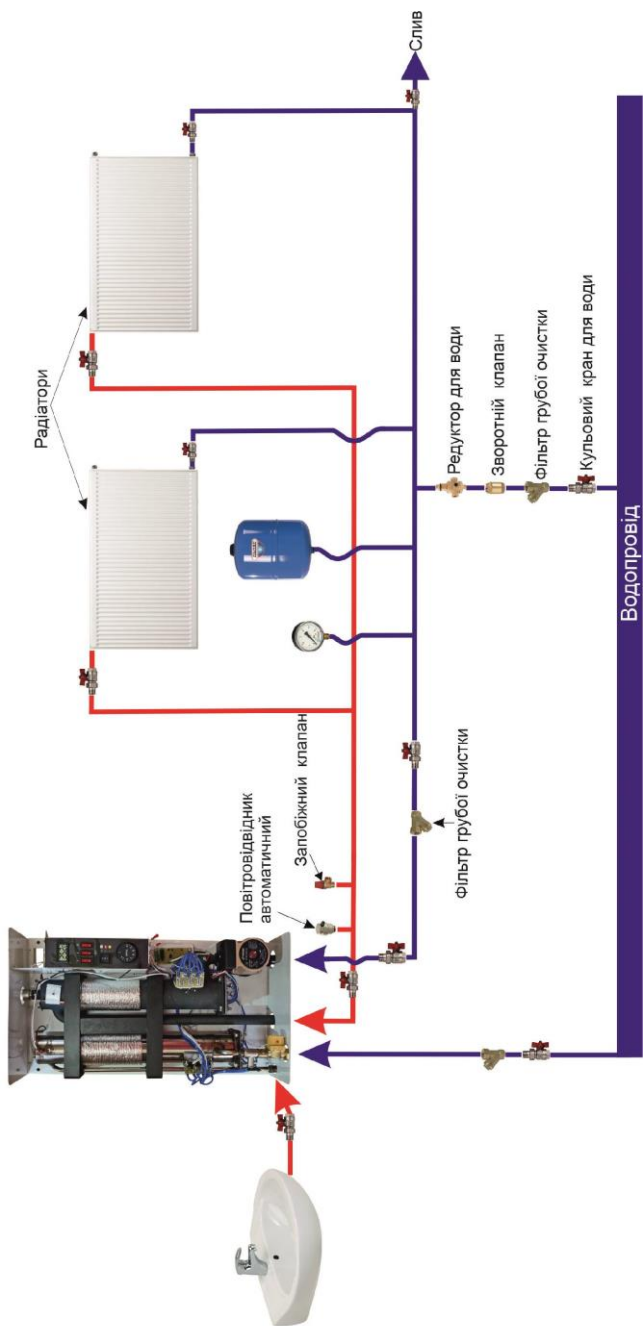 Радіатори
Слив
Повітровідвідник
автоматичний
Запобіжний клапан
Фільтр грубої очистки
Редуктор для води
Зворотній клапан
Фільтр грубої очистки
Кульовий кран для води
Водопровід